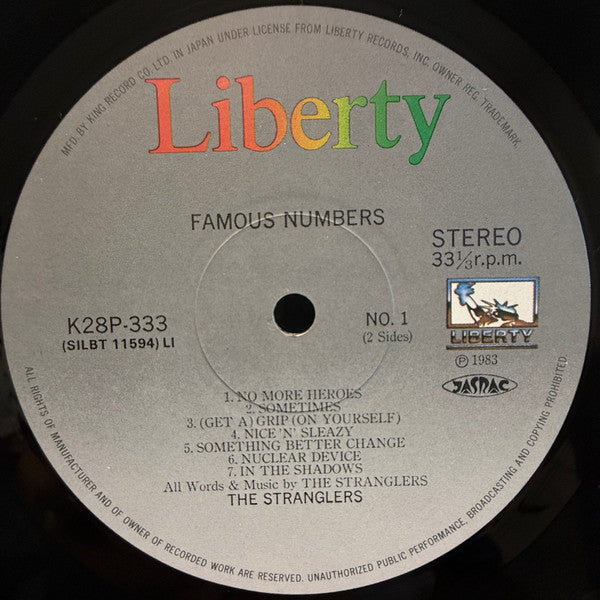 MFD. BY KING RECORD CO. LTD. IN JAPAN UNDER LICENSE FROM LIBERTY RECORDS, INC. OWNER REC. TRADEMARK
Liberty
FAMOUS NUMBERS
STEREO
33 1/3 r.p.m.
K28P-333
(SILBT 11594) LI
NO. 1
(2 Sides)
LIBERTY
Ⓟ 1983
JASRAC
1. NO MORE HEROES
2. SOMETIMES
3. (GET A) GRIP (ON YOURSELF)
4. NICE 'N' SLEAZY
5. SOMETHING BETTER CHANGE
6. NUCLEAR DEVICE
7. IN THE SHADOWS
All Words & Music by THE STRANGLERS
THE STRANGLERS
ALL RIGHTS OF MANUFACTURER AND OF OWNER OF RECORDED WORK ARE RESERVED. UNAUTHORIZED PUBLIC PERFORMANCE, BROADCASTING AND COPYING PROHIBITED